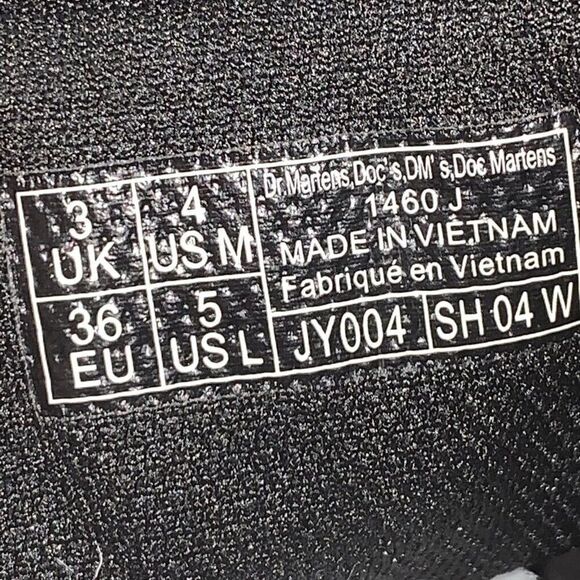 3
UK
4
US M
36
EU
5
US L
Dr.Martens,Doc's,DM's,Doc Martens
1460 J
MADE IN VIETNAM
Fabriqué en Vietnam
JY004
SH 04 W